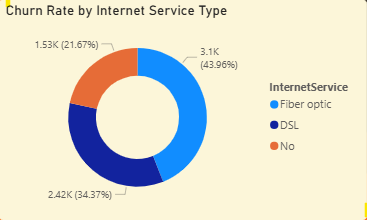 Churn Rate by Internet Service Type
1.53K (21.67%)
3.1K
(43.96%)
InternetService
Fiber optic
DSL
No
2.42K (34.37%)